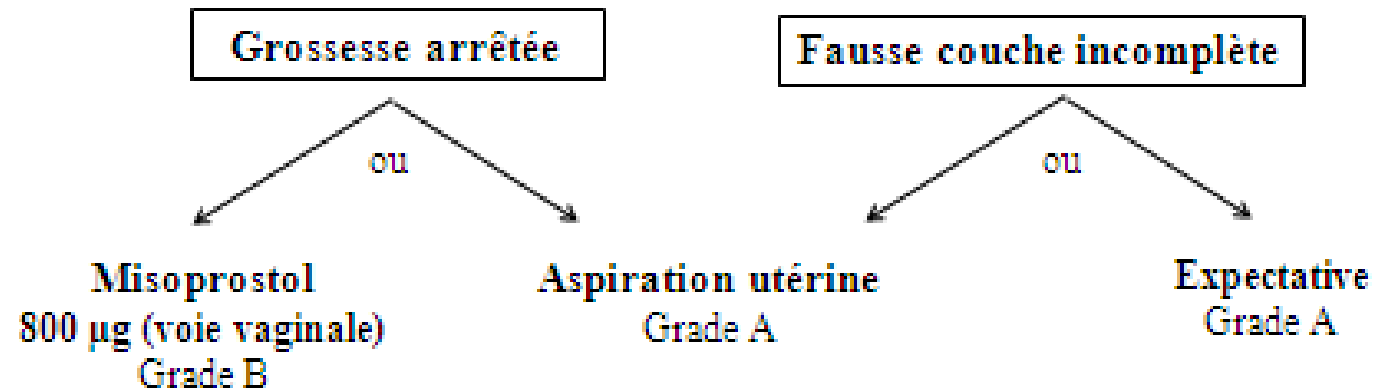 Grossesse arrêtée
Fausse couche incomplète
ou
ou
Misoprostol
800 µg (voie vaginale)
Grade B
Aspiration utérine
Grade A
Expectative
Grade A